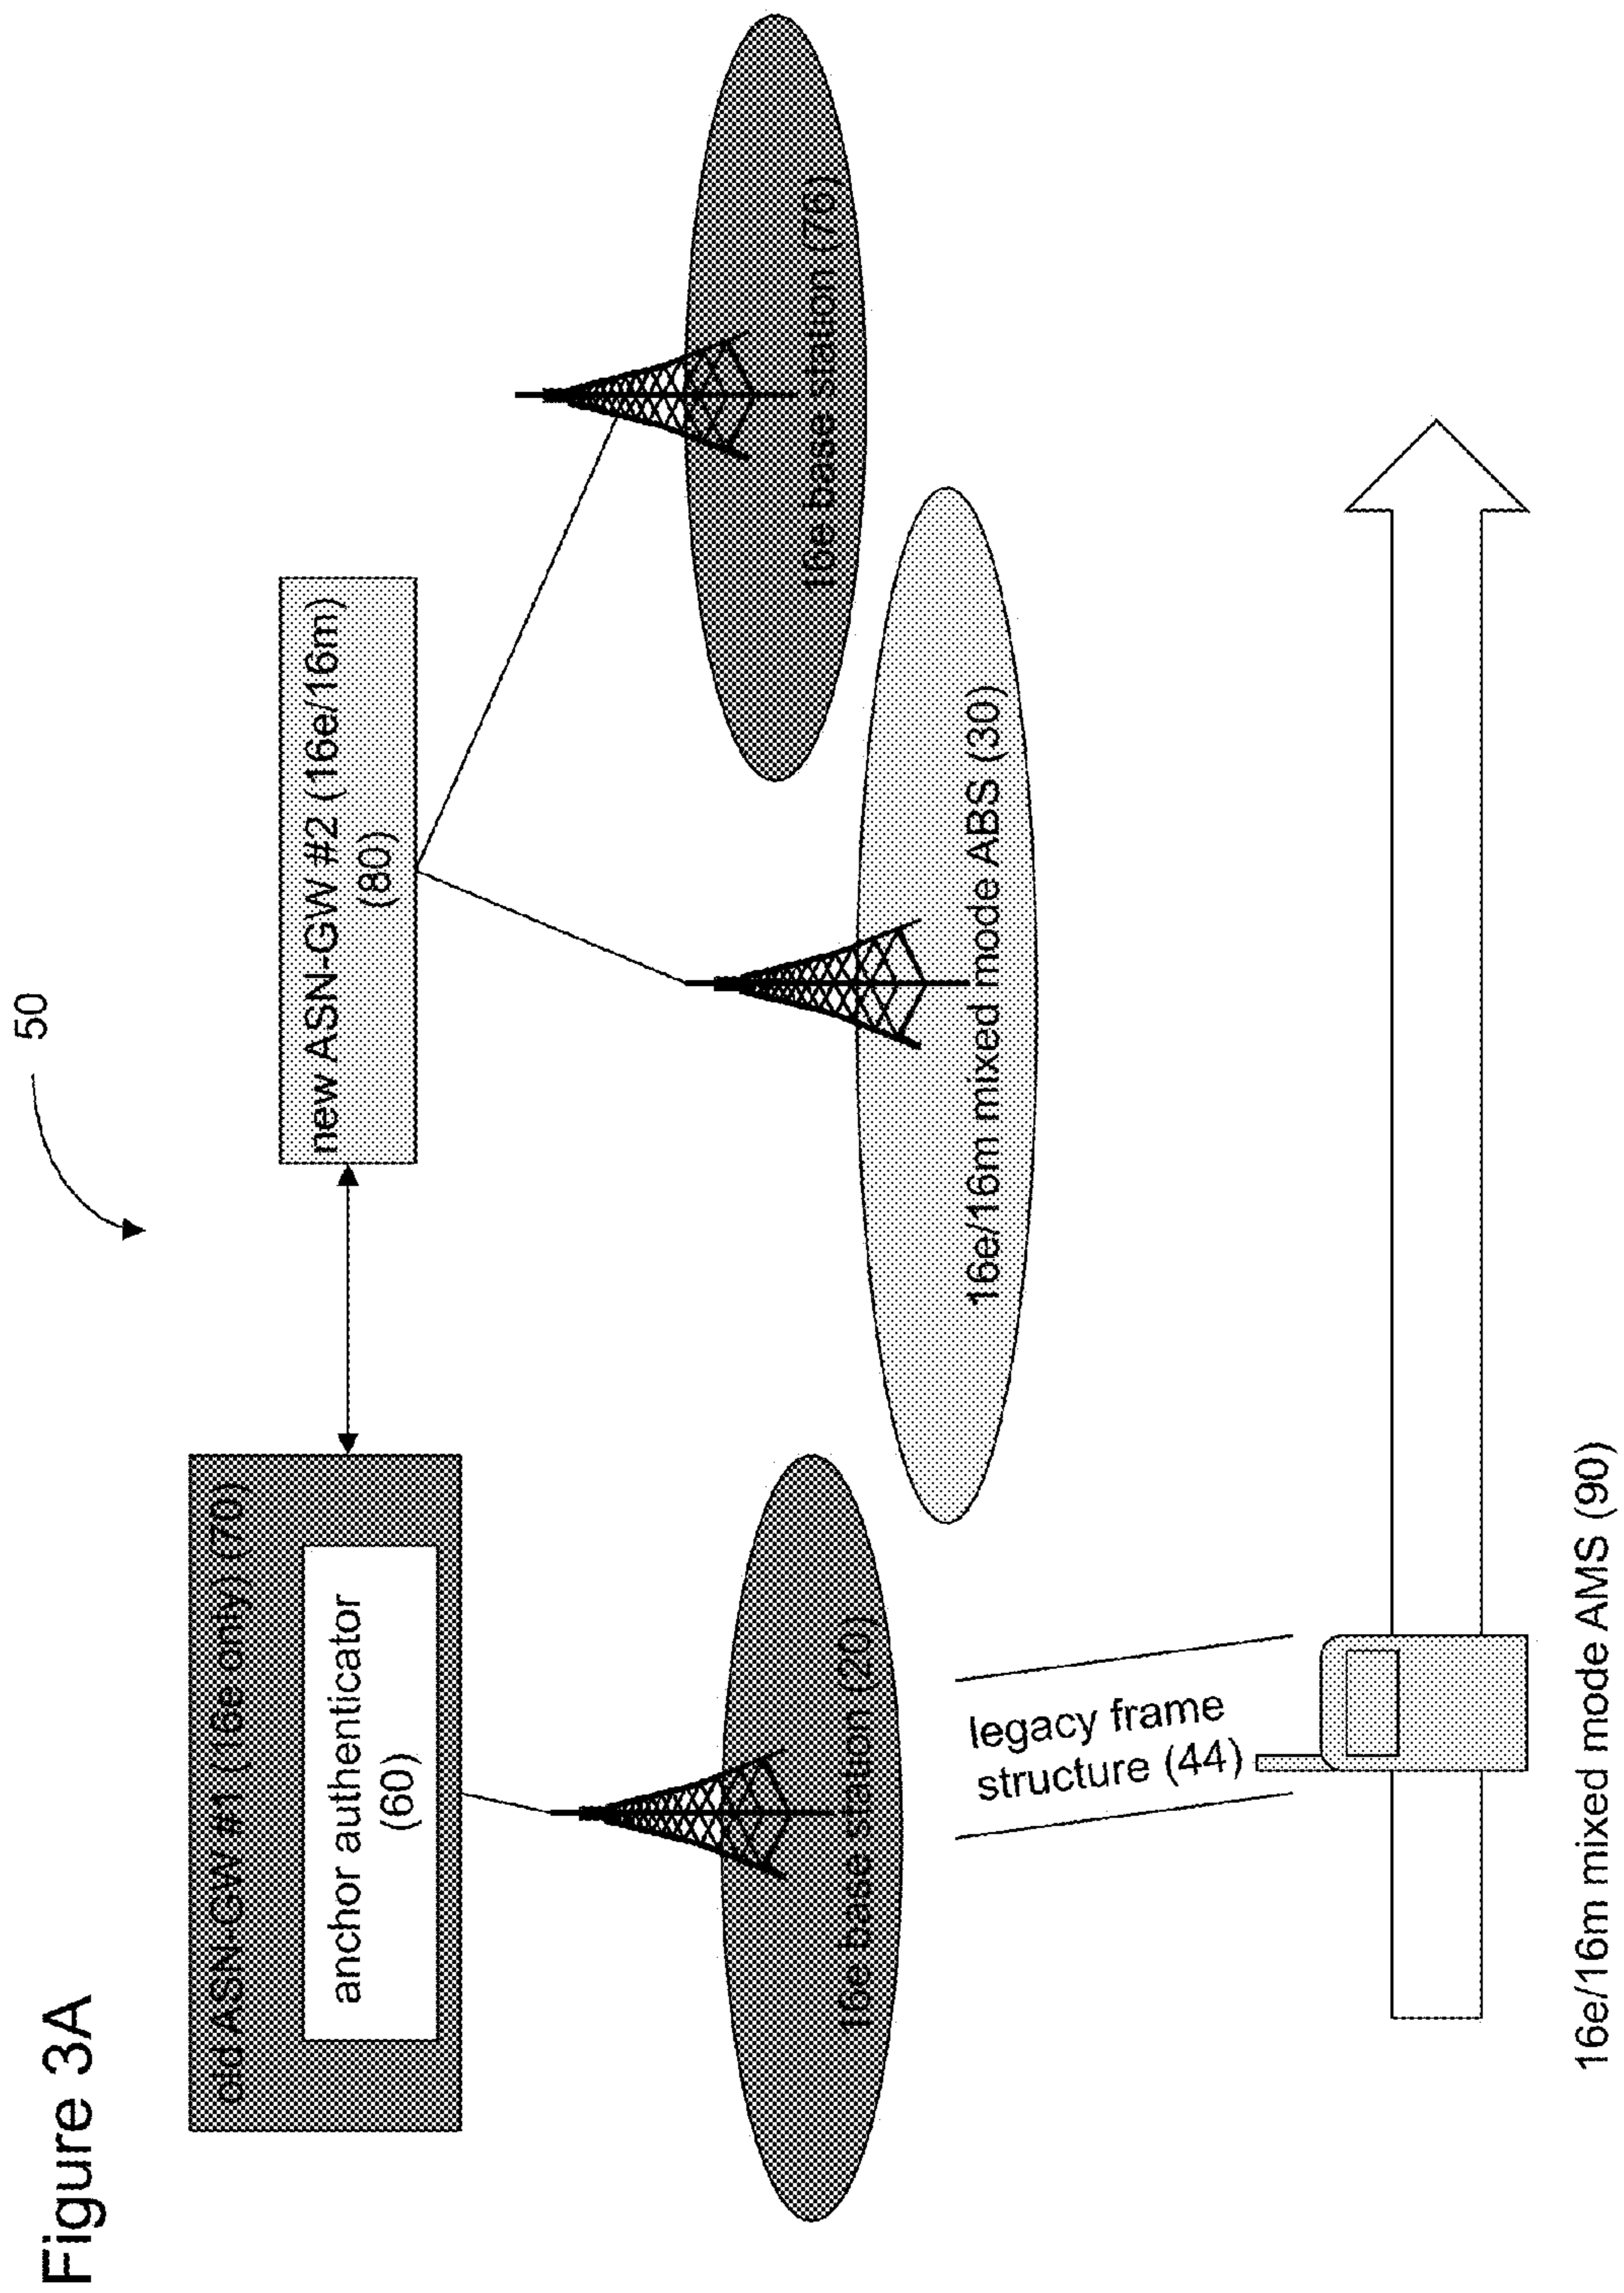 Figure 3A
50
old ASN-GW #1 (16e only) (70)
anchor authenticator
(60)
new ASN-GW #2 (16e/16m)
(80)
16e base station (20)
16e/16m mixed mode ABS (30)
16e base station (76)
legacy frame
structure (44)
16e/16m mixed mode AMS (90)